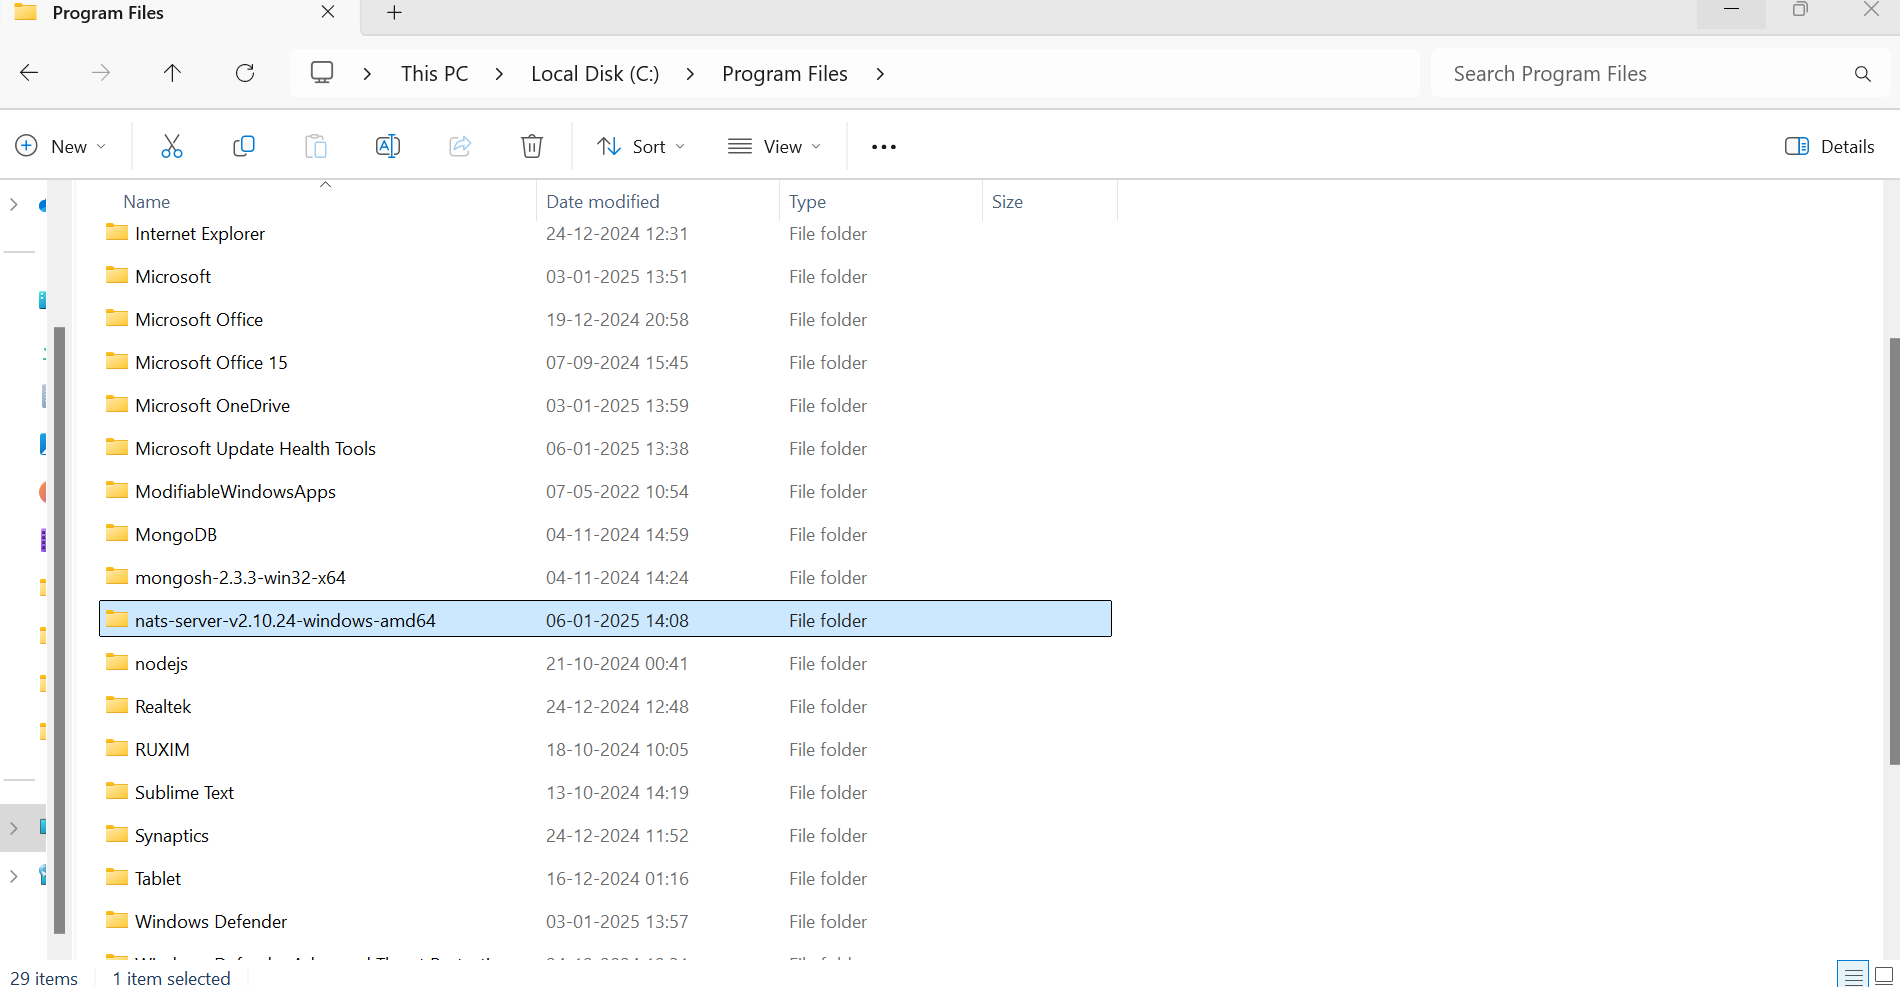 Program Files
This PC > Local Disk (C:) > Program Files >
Search Program Files
New
Sort
View
Details
Name Date modified Type Size
Internet Explorer 24-12-2024 12:31 File folder
Microsoft 03-01-2025 13:51 File folder
Microsoft Office 19-12-2024 20:58 File folder
Microsoft Office 15 07-09-2024 15:45 File folder
Microsoft OneDrive 03-01-2025 13:59 File folder
Microsoft Update Health Tools 06-01-2025 13:38 File folder
ModifiableWindowsApps 07-05-2022 10:54 File folder
MongoDB 04-11-2024 14:59 File folder
mongosh-2.3.3-win32-x64 04-11-2024 14:24 File folder
nats-server-v2.10.24-windows-amd64 06-01-2025 14:08 File folder
nodejs 21-10-2024 00:41 File folder
Realtek 24-12-2024 12:48 File folder
RUXIM 18-10-2024 10:05 File folder
Sublime Text 13-10-2024 14:19 File folder
Synaptics 24-12-2024 11:52 File folder
Tablet 16-12-2024 01:16 File folder
Windows Defender 03-01-2025 13:57 File folder
29 items 1 item selected